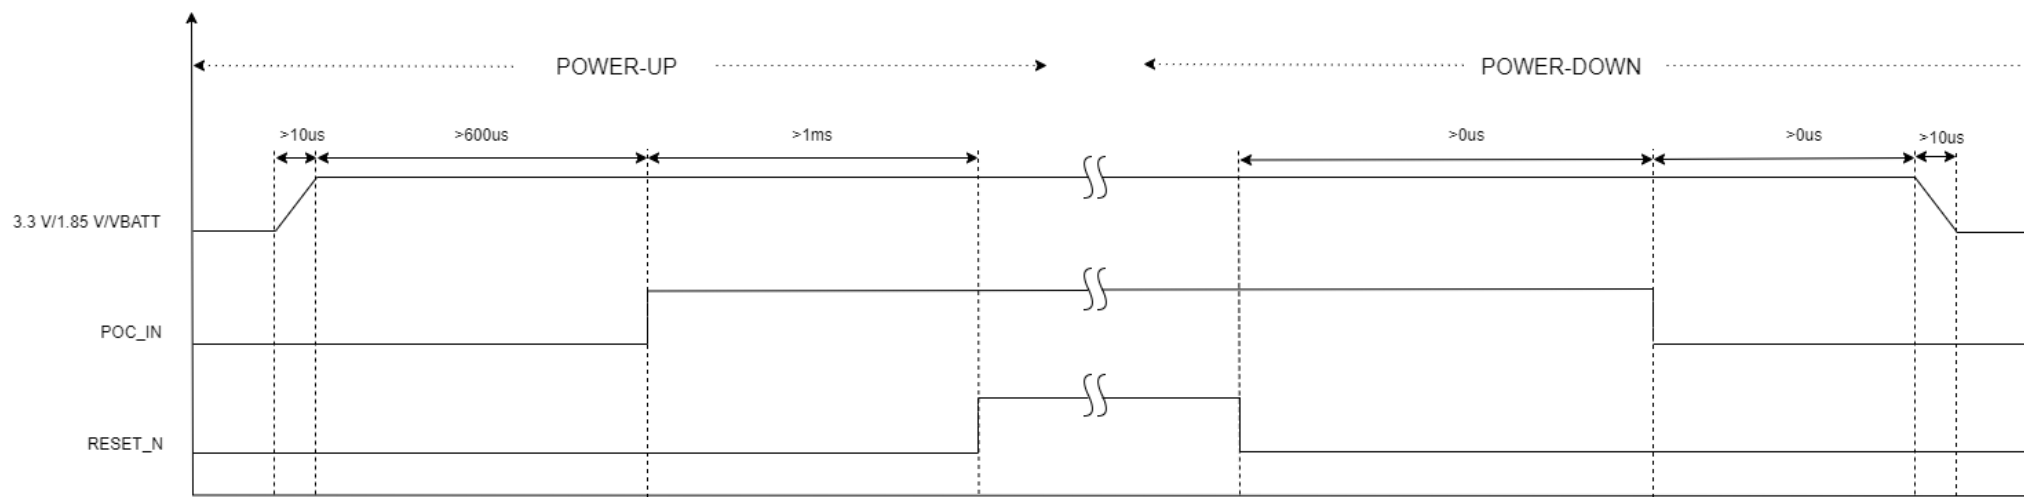 POWER-UP
POWER-DOWN
>10us
>600us
>1ms
>0us
>0us
>10us
3.3 V/1.85 V/VBATT
POC_IN
RESET_N